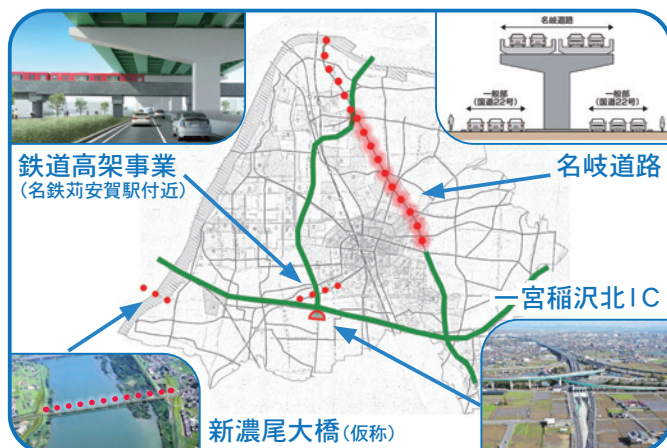 名岐道路
一般部
(国道22号)
一般部
(国道22号)
鉄道高架事業
(名鉄苅安賀駅付近)
名岐道路
一宮稲沢北IC
新濃尾大橋(仮称)